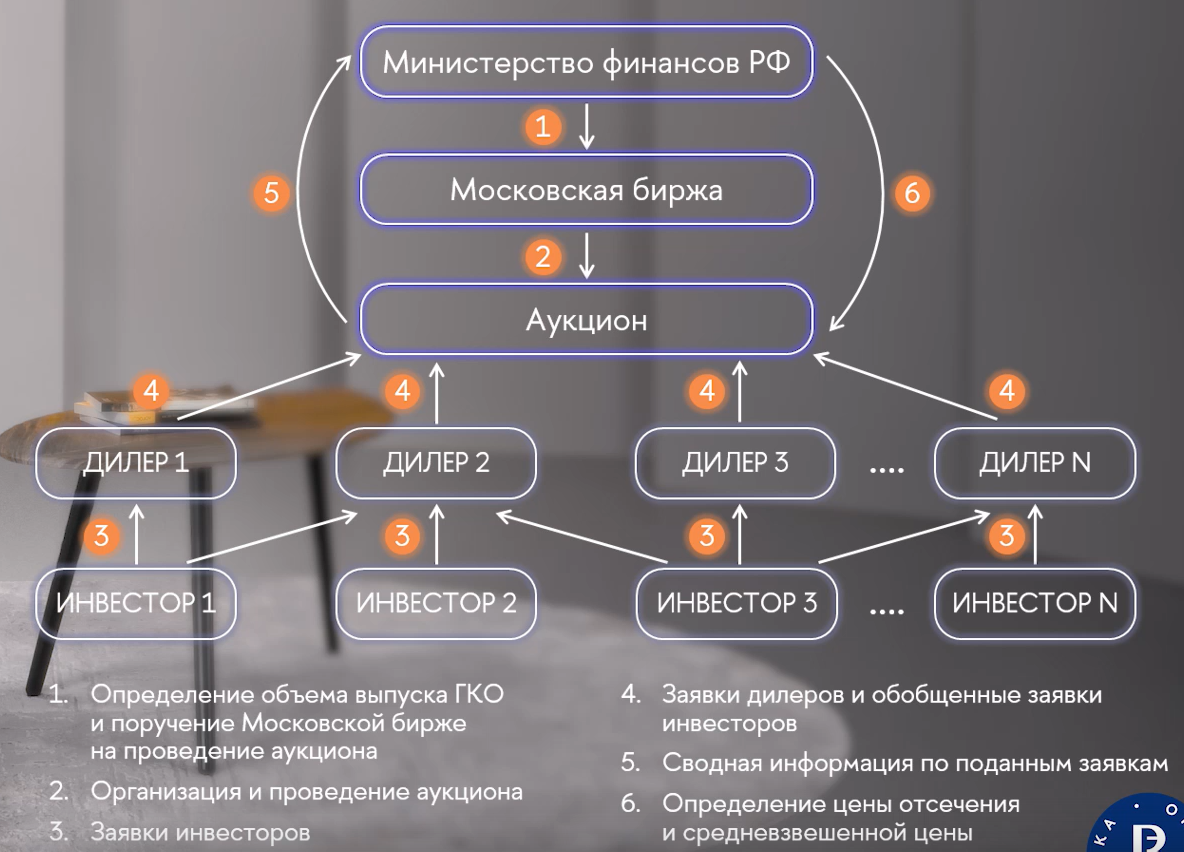 Министерство финансов РФ
1
Московская биржа
5
6
2
Аукцион
4
4
4
4
ДИЛЕР 1
ДИЛЕР 2
ДИЛЕР 3
....
ДИЛЕР N
3
3
3
3
ИНВЕСТОР 1
ИНВЕСТОР 2
ИНВЕСТОР 3
....
ИНВЕСТОР N
1. Определение объема выпуска ГКО
и поручение Московской бирже
на проведение аукциона
2. Организация и проведение аукциона
3. Заявки инвесторов
4. Заявки дилеров и обобщенные заявки
инвесторов
5. Сводная информация по поданным заявкам
6. Определение цены отсечения
и средневзвешенной цены